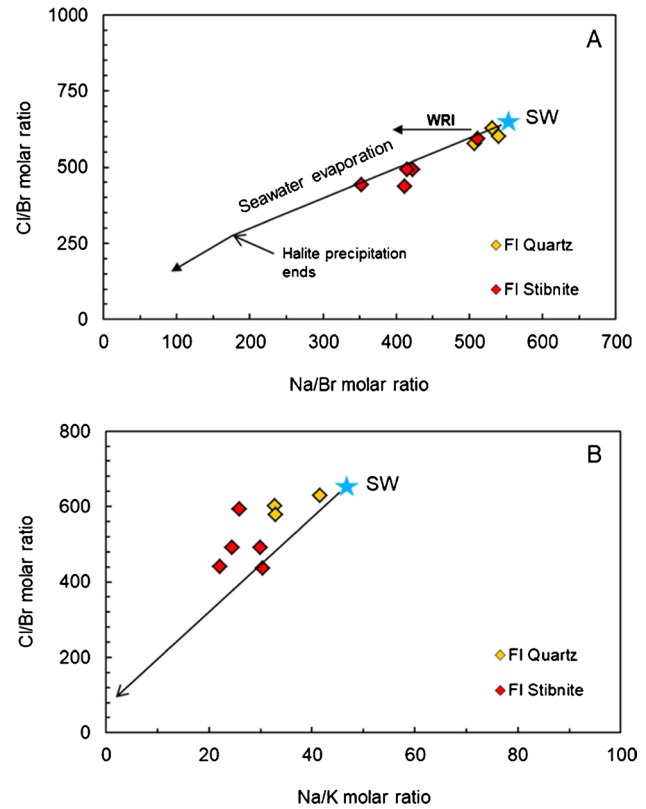 1000
A
750
SW
WRI
500
Seawater evaporation
250
Halite precipitation
ends
FI Quartz
FI Stibnite
0
0 100 200 300 400 500 600 700
Cl/Br molar ratio
Na/Br molar ratio
800
B
SW
600
400
200
FI Quartz
FI Stibnite
0
0 20 40 60 80 100
Cl/Br molar ratio
Na/K molar ratio